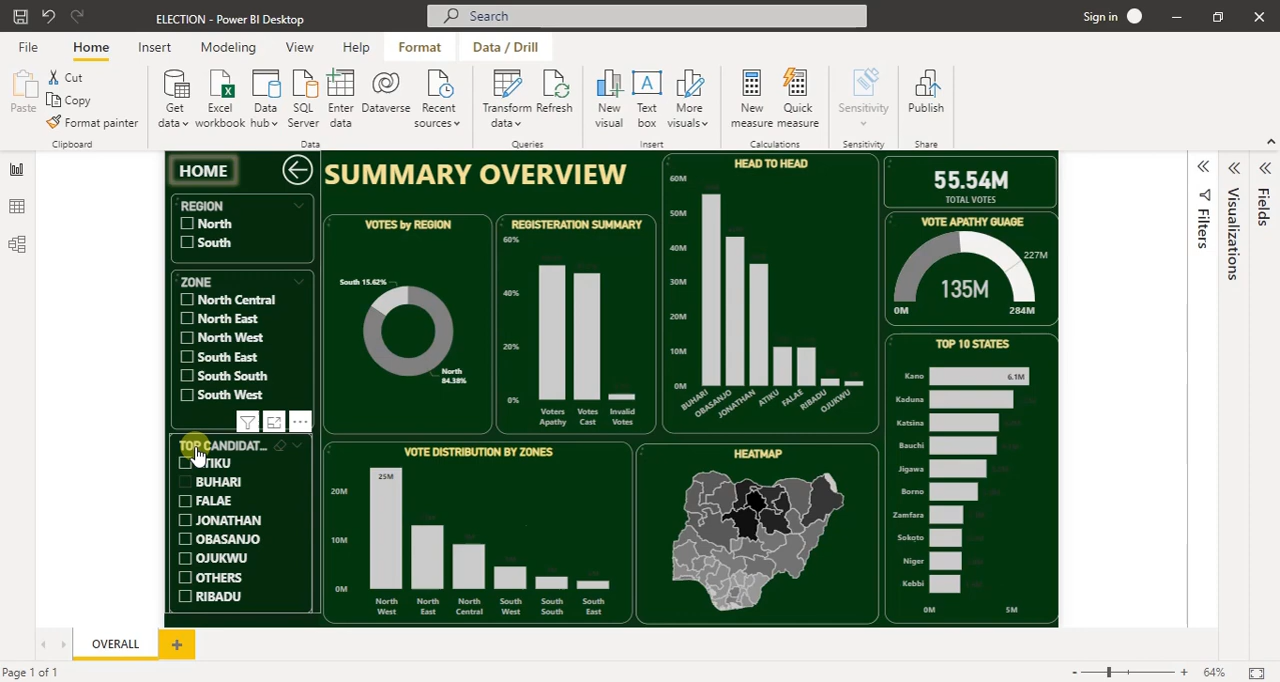 ELECTION - Power BI Desktop
Search
Sign in
File
Home
Insert
Modeling
View
Help
Format
Data / Drill
Paste
Cut
Copy
Format painter
Clipboard
Get data
Excel workbook
Data hub
SQL Server
Enter data
Dataverse
Recent sources
Data
Transform data
Refresh
Queries
New visual
Text box
More visuals
Insert
New measure
Quick measure
Calculations
Sensitivity
Sensitivity
Publish
Share
HOME
REGION
North
South
ZONE
North Central
North East
North West
South East
South South
South West
TOP CANDIDAT...
ATIKU
BUHARI
FALAE
JONATHAN
OBASANJO
OJUKWU
OTHERS
RIBADU
SUMMARY OVERVIEW
VOTES by REGION
South 15.62%
North
84.38%
REGISTERATION SUMMARY
60%
40%
20%
0%
Voters Apathy
Votes Cast
Invalid Votes
HEAD TO HEAD
60M
50M
40M
30M
20M
10M
0M
BUHARI
OBASANJO
JONATHAN
ATIKU
FALAE
RIBADU
OJUKWU
55.54M
TOTAL VOTES
VOTE APATHY GUAGE
227M
135M
0M
284M
VOTE DISTRIBUTION BY ZONES
25M
20M
10M
0M
North West
North East
North Central
South West
South South
South East
HEATMAP
TOP 10 STATES
Kano
6.1M
Kaduna
Katsina
Bauchi
Jigawa
Borno
Zamfara
Sokoto
Niger
Kebbi
0M
5M
Filters
Visualizations
Fields
OVERALL
Page 1 of 1
64%